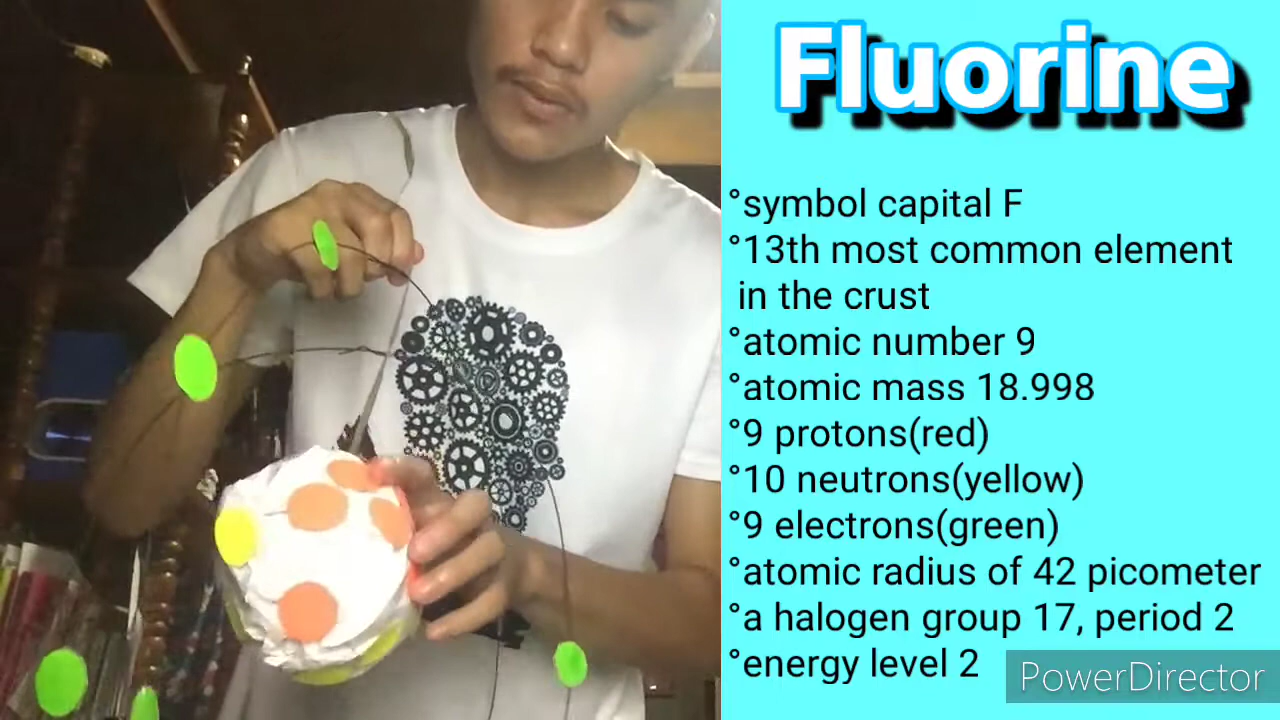 Fluorine
°symbol capital F
°13th most common element
in the crust
°atomic number 9
°atomic mass 18.998
°9 protons(red)
°10 neutrons(yellow)
°9 electrons(green)
°atomic radius of 42 picometer
°a halogen group 17, period 2
°energy level 2
PowerDirector